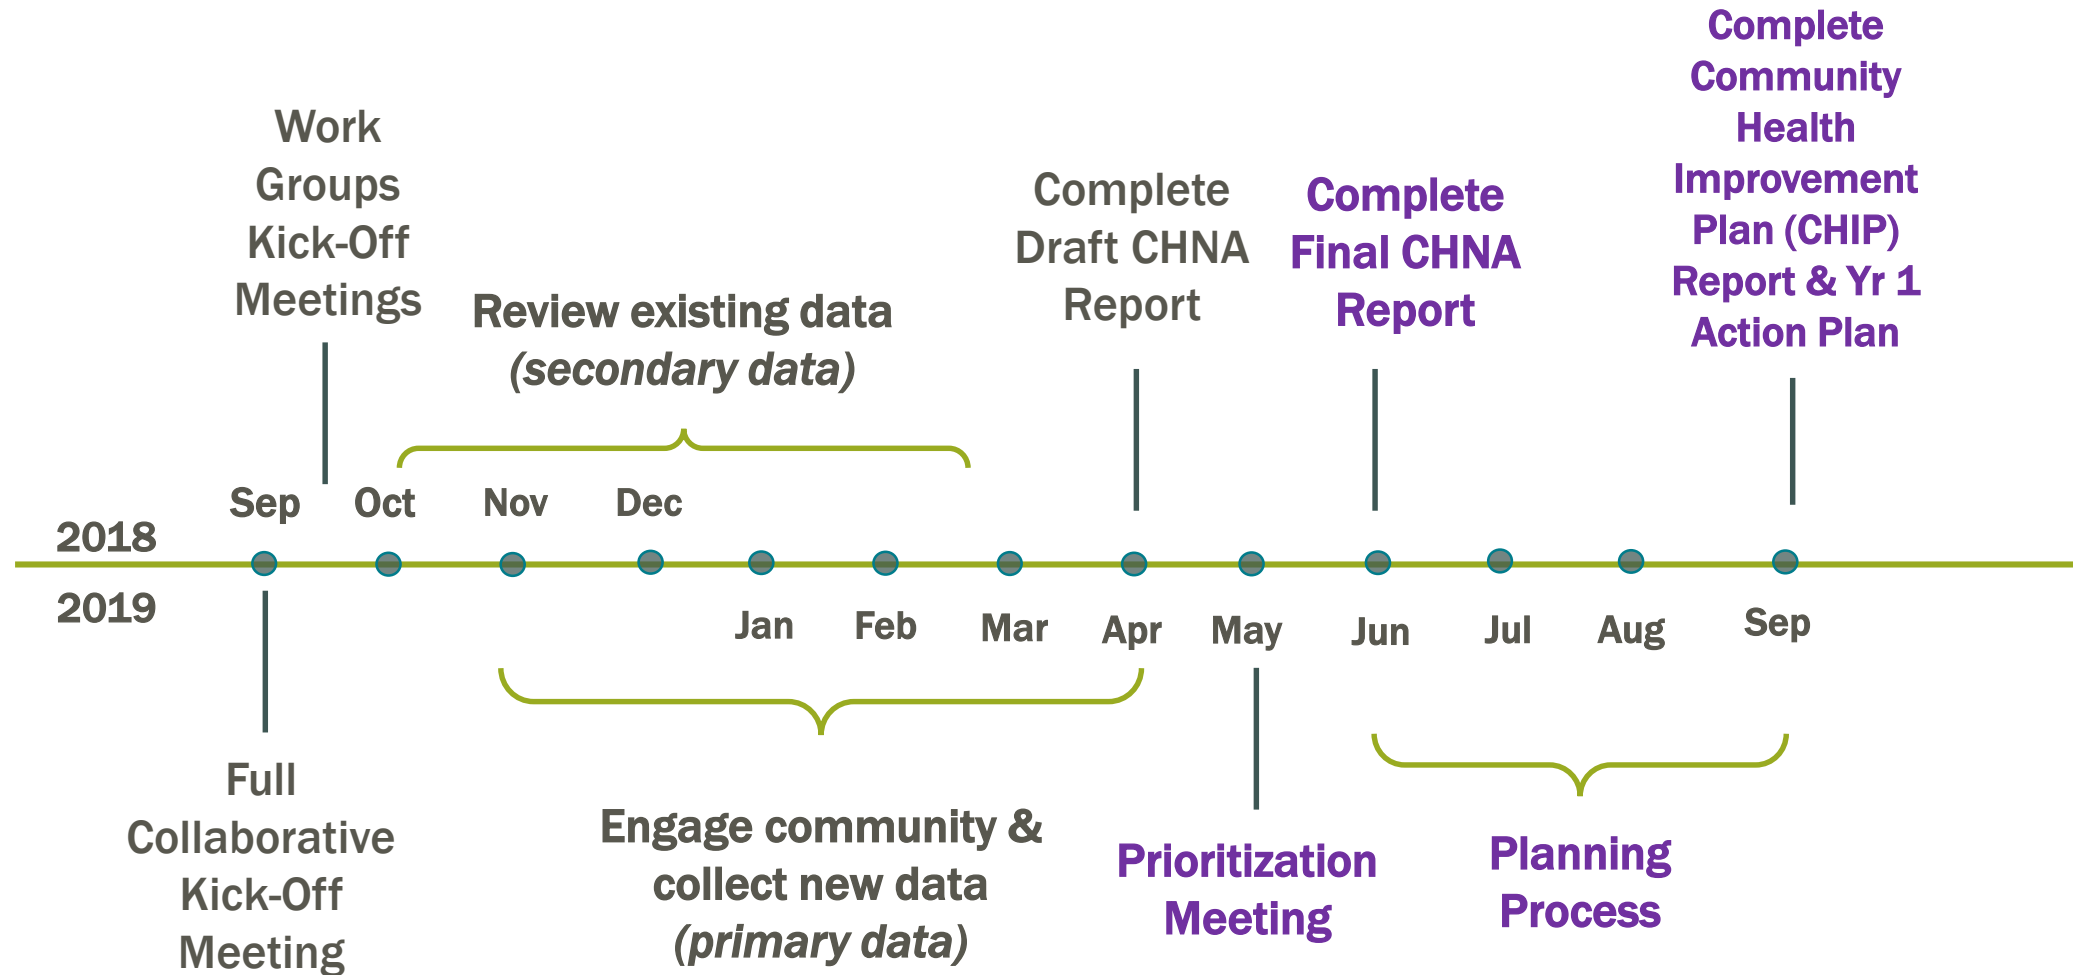 Work
Groups
Kick-Off
Meetings
Review existing data
(secondary data)
Complete
Draft CHNA
Report
Complete
Final CHNA
Report
Complete
Community
Health
Improvement
Plan (CHIP)
Report & Yr 1
Action Plan
2018
Sep Oct Nov Dec
2019
Jan Feb Mar Apr May Jun Jul Aug Sep
Full
Collaborative
Kick-Off
Meeting
Engage community &
collect new data
(primary data)
Prioritization
Meeting
Planning
Process